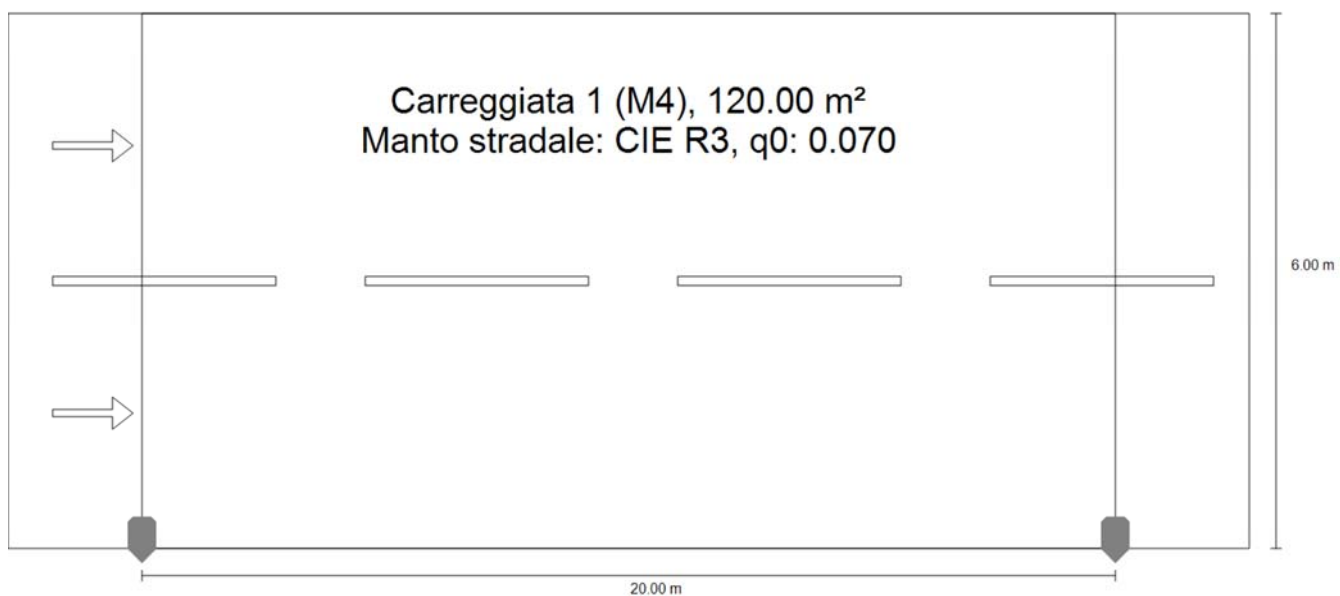 Carreggiata 1 (M4), 120.00 m²
Manto stradale: CIE R3, q0: 0.070
6.00 m
20.00 m